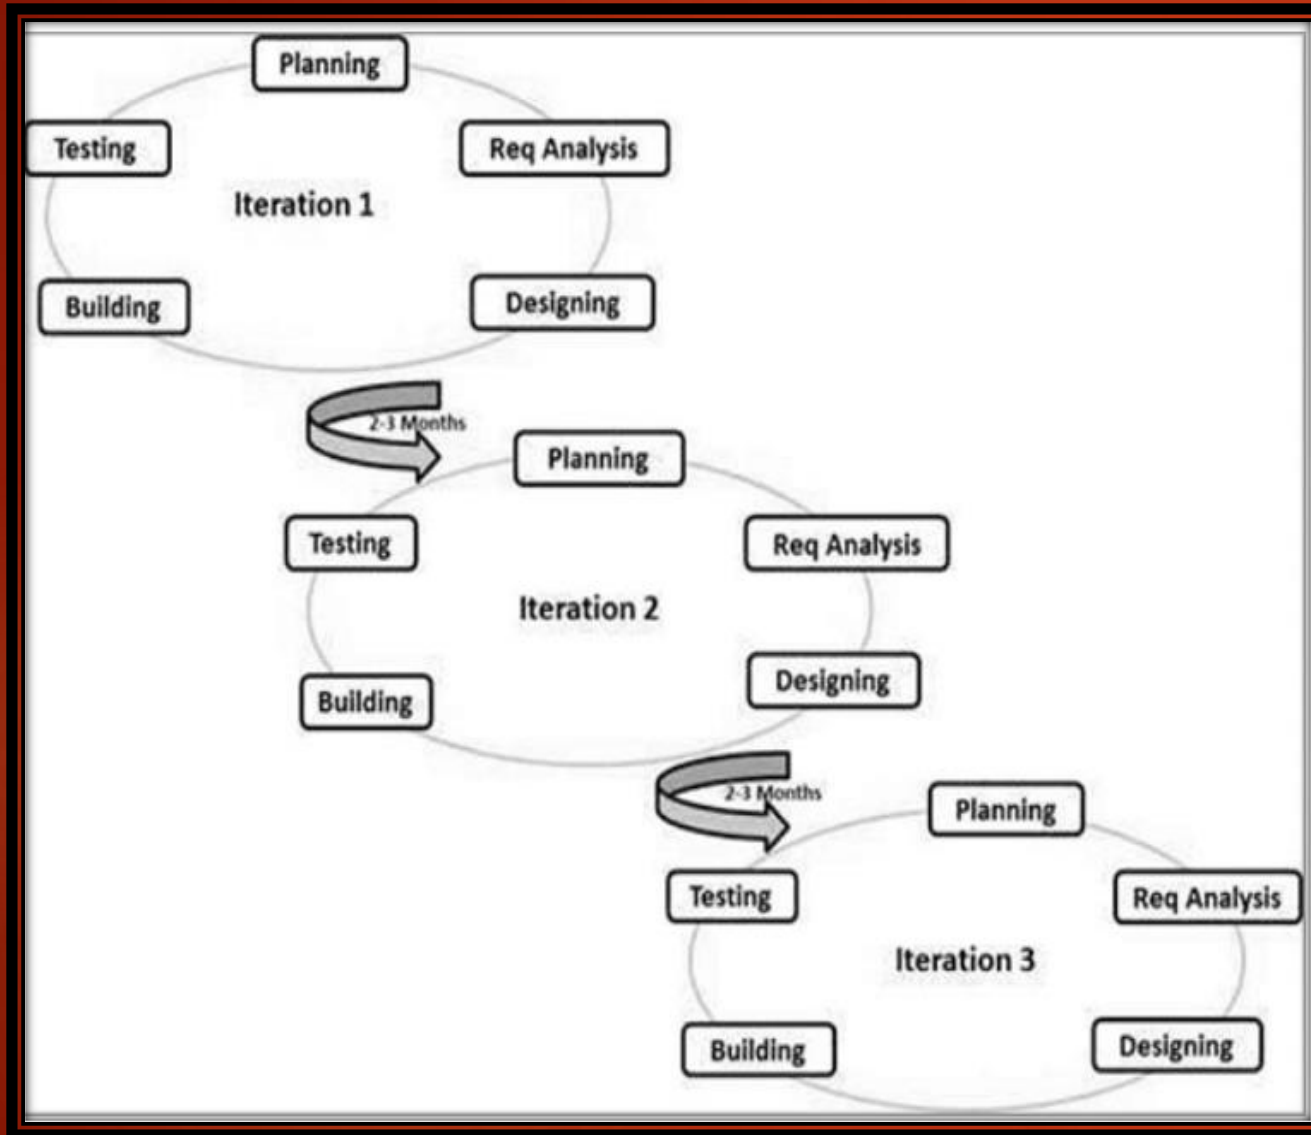 Planning
Testing
Req Analysis
Iteration 1
Building
Designing
2-3 Months
Planning
Testing
Req Analysis
Iteration 2
Building
Designing
2-3 Months
Planning
Testing
Req Analysis
Iteration 3
Building
Designing